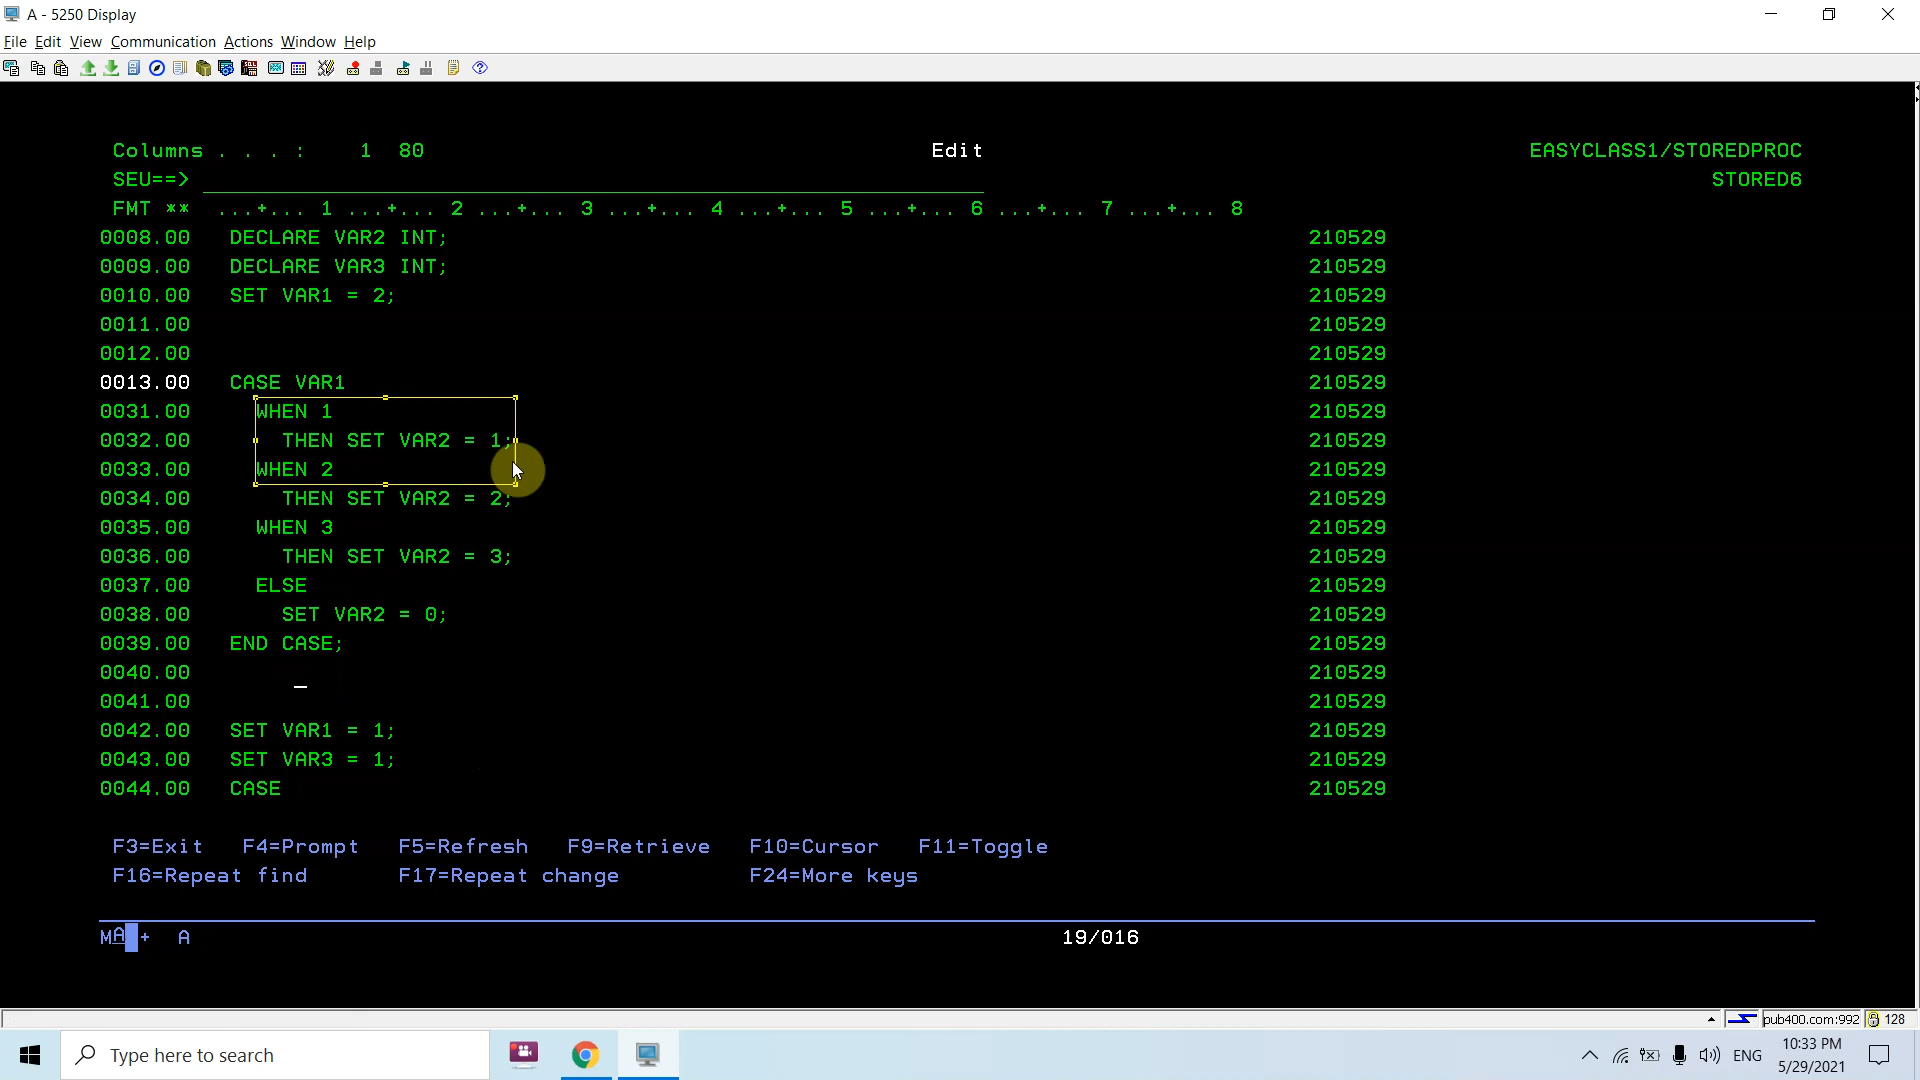 A - 5250 Display
File Edit View Communication Actions Window Help
Columns . . . : 1 80 Edit EASYCLASS1/STOREDPROC
SEU==> STORED6
FMT ** ...+... 1 ...+... 2 ...+... 3 ...+... 4 ...+... 5 ...+... 6 ...+... 7 ...+... 8
0008.00 DECLARE VAR2 INT; 210529
0009.00 DECLARE VAR3 INT; 210529
0010.00 SET VAR1 = 2; 210529
0011.00 210529
0012.00 210529
0013.00 CASE VAR1 210529
0031.00 WHEN 1 210529
0032.00 THEN SET VAR2 = 1; 210529
0033.00 WHEN 2 210529
0034.00 THEN SET VAR2 = 2; 210529
0035.00 WHEN 3 210529
0036.00 THEN SET VAR2 = 3; 210529
0037.00 ELSE 210529
0038.00 SET VAR2 = 0; 210529
0039.00 END CASE; 210529
0040.00 210529
0041.00 210529
0042.00 SET VAR1 = 1; 210529
0043.00 SET VAR3 = 1; 210529
0044.00 CASE 210529
F3=Exit F4=Prompt F5=Refresh F9=Retrieve F10=Cursor F11=Toggle
F16=Repeat find F17=Repeat change F24=More keys
MA + A 19/016
pub400.com:992 128
Type here to search ENG 10:33 PM
5/29/2021